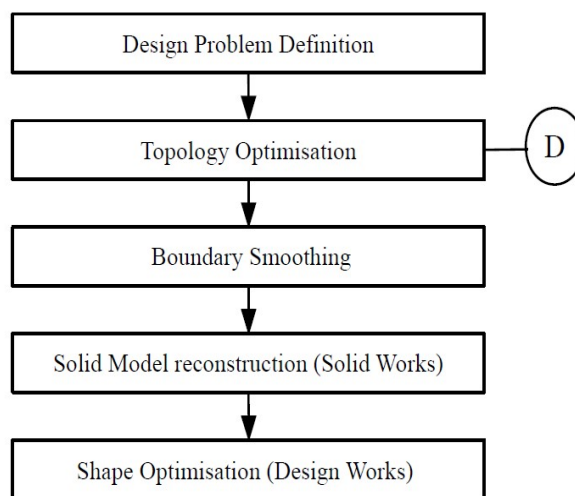 Design Problem Definition
Topology Optimisation
D
Boundary Smoothing
Solid Model reconstruction (Solid Works)
Shape Optimisation (Design Works)